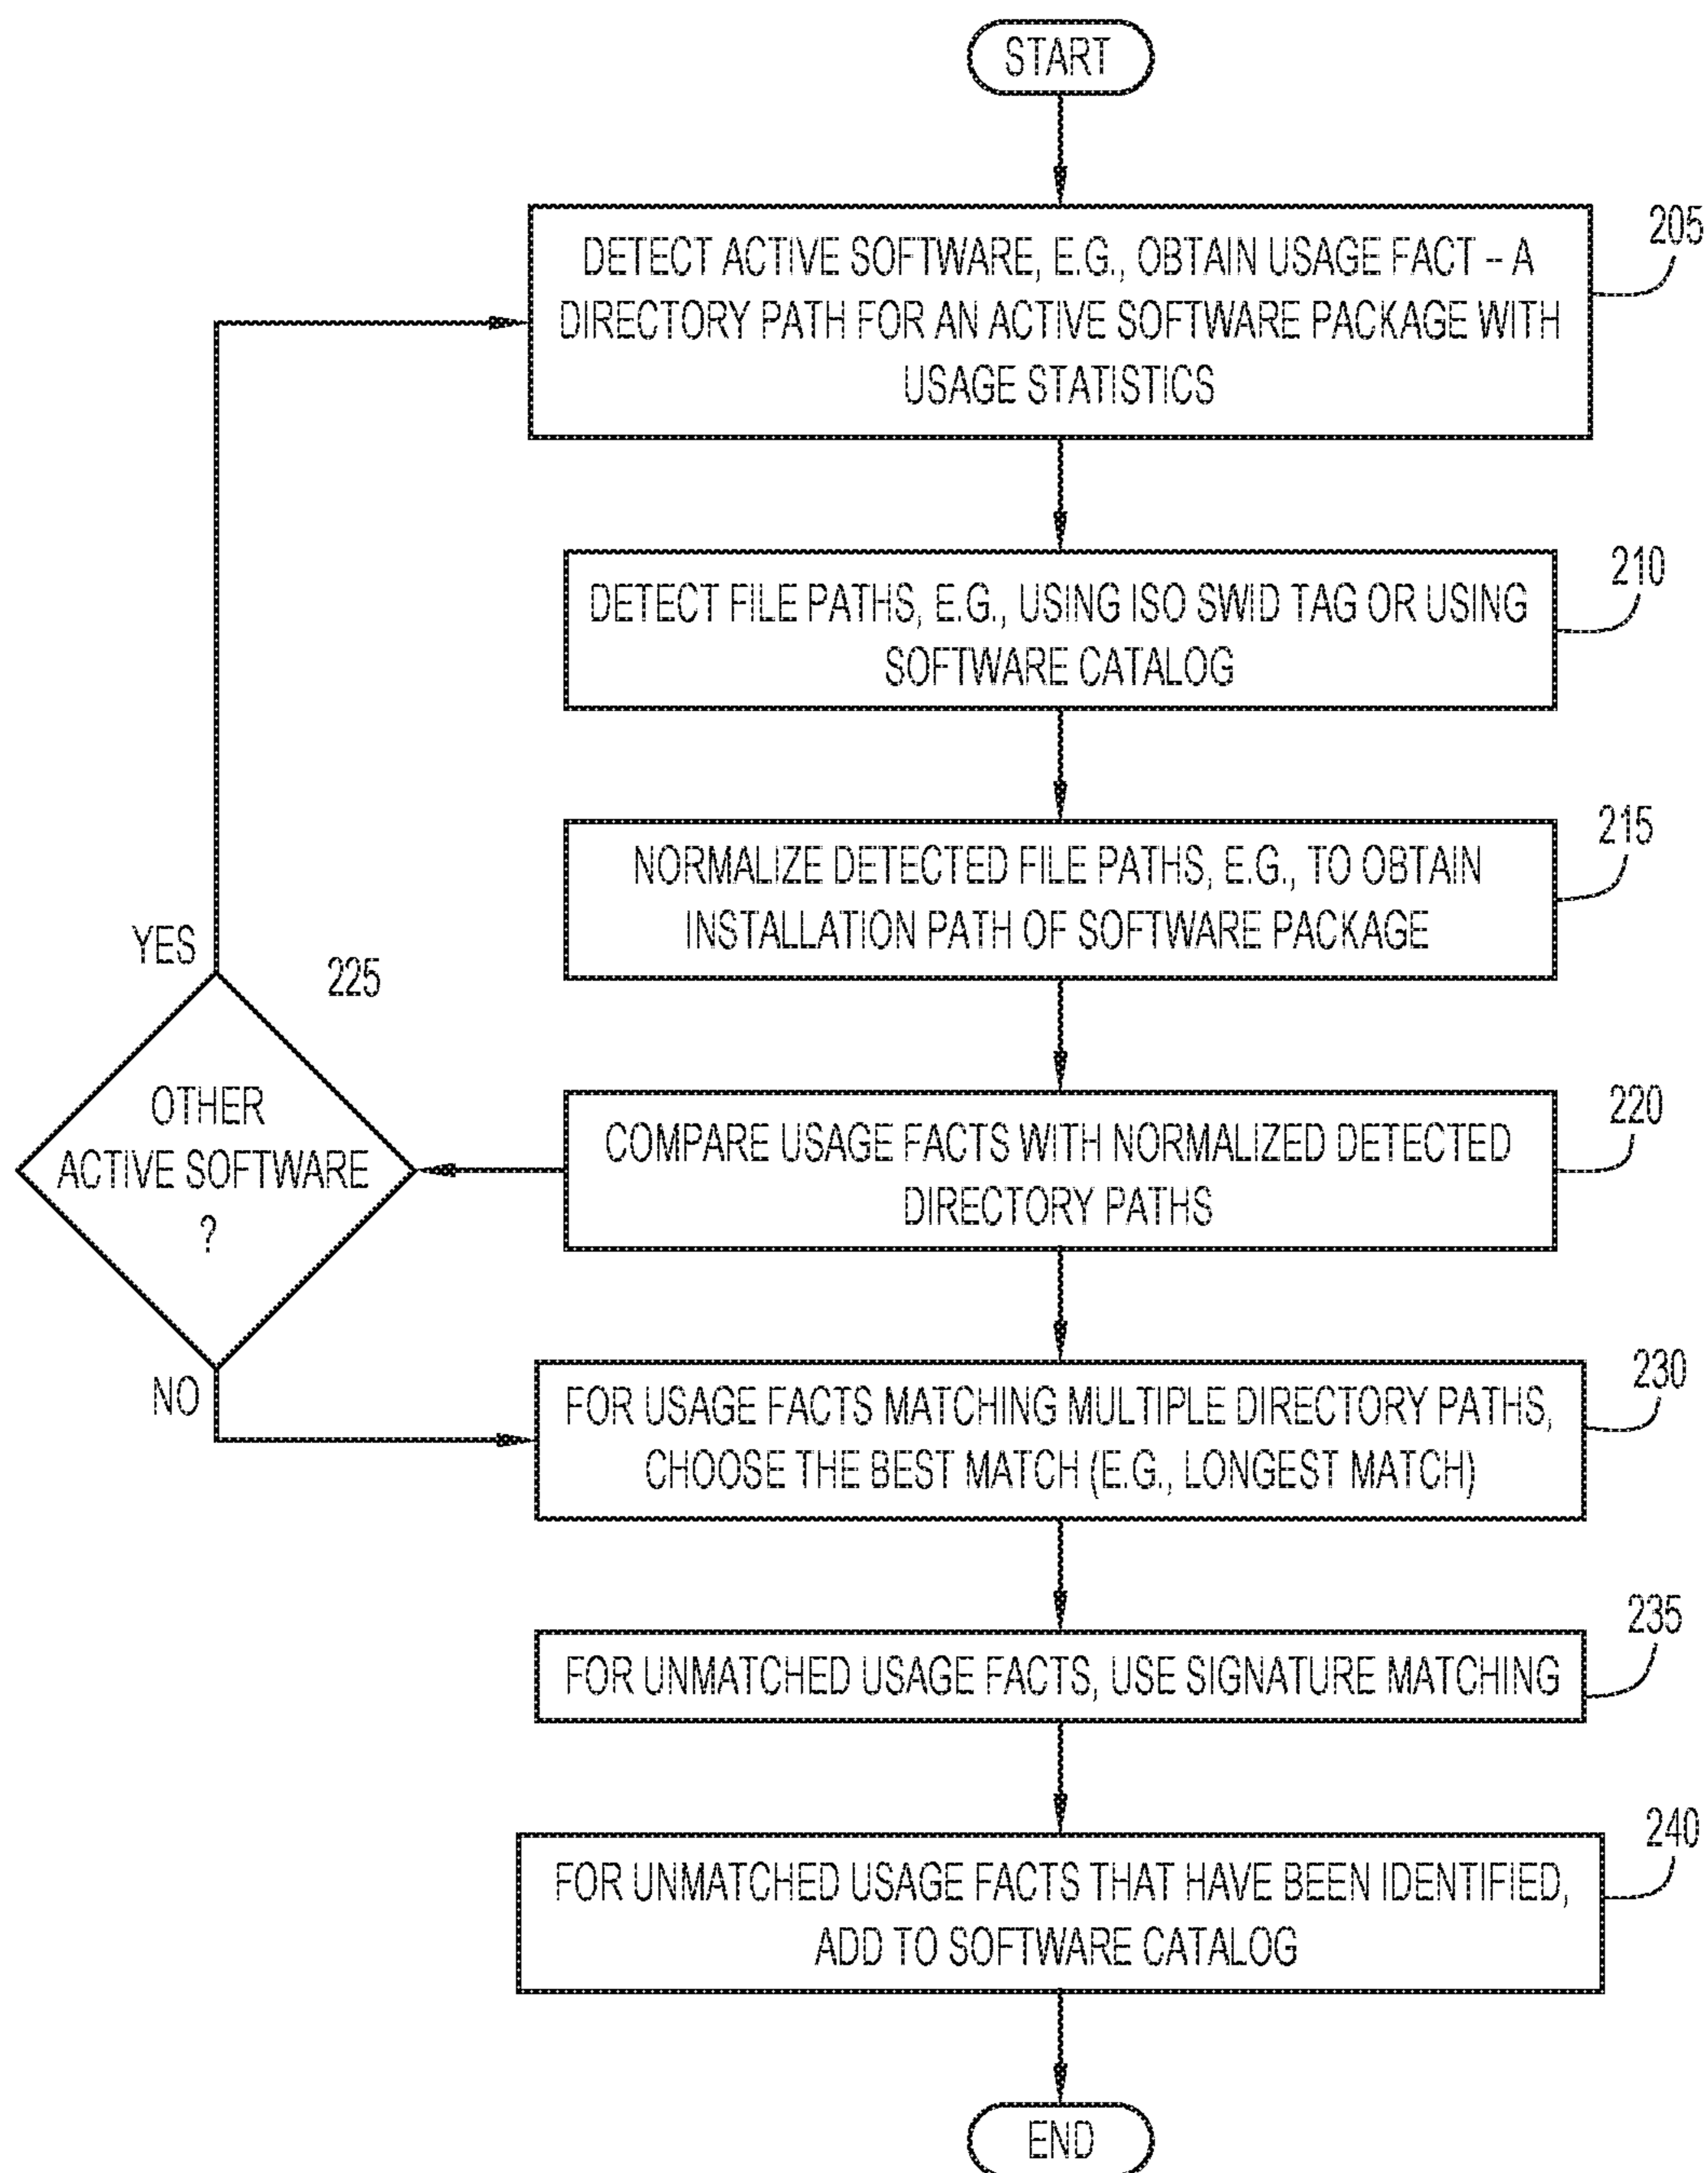 START
DETECT ACTIVE SOFTWARE, E.G., OBTAIN USAGE FACT -- A
DIRECTORY PATH FOR AN ACTIVE SOFTWARE PACKAGE WITH
USAGE STATISTICS
205
DETECT FILE PATHS, E.G., USING ISO SWID TAG OR USING
SOFTWARE CATALOG
210
NORMALIZE DETECTED FILE PATHS, E.G., TO OBTAIN
INSTALLATION PATH OF SOFTWARE PACKAGE
215
COMPARE USAGE FACTS WITH NORMALIZED DETECTED
DIRECTORY PATHS
220
YES
225
OTHER
ACTIVE SOFTWARE
?
NO
FOR USAGE FACTS MATCHING MULTIPLE DIRECTORY PATHS,
CHOOSE THE BEST MATCH (E.G., LONGEST MATCH)
230
FOR UNMATCHED USAGE FACTS, USE SIGNATURE MATCHING
235
FOR UNMATCHED USAGE FACTS THAT HAVE BEEN IDENTIFIED,
ADD TO SOFTWARE CATALOG
240
END